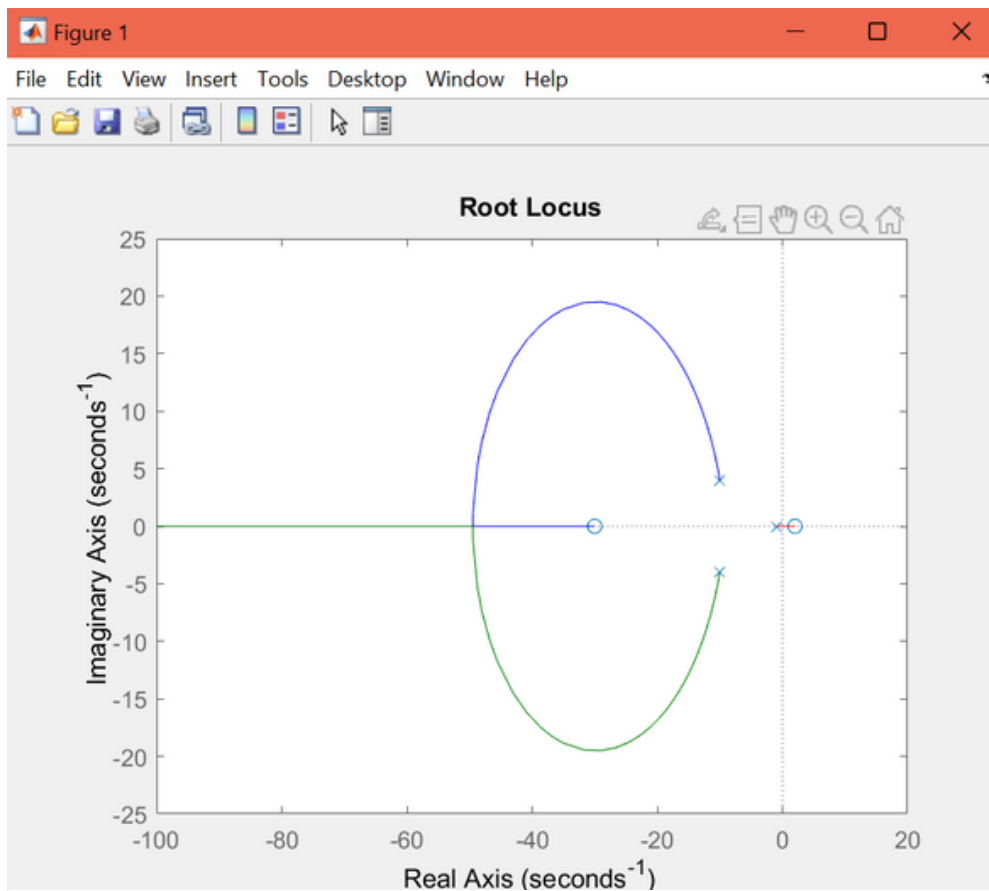 Figure 1
File Edit View Insert Tools Desktop Window Help
Root Locus
25
20
15
10
5
0
-5
-10
-15
-20
-25
Imaginary Axis (seconds⁻¹)
-100 -80 -60 -40 -20 0 20
Real Axis (seconds⁻¹)